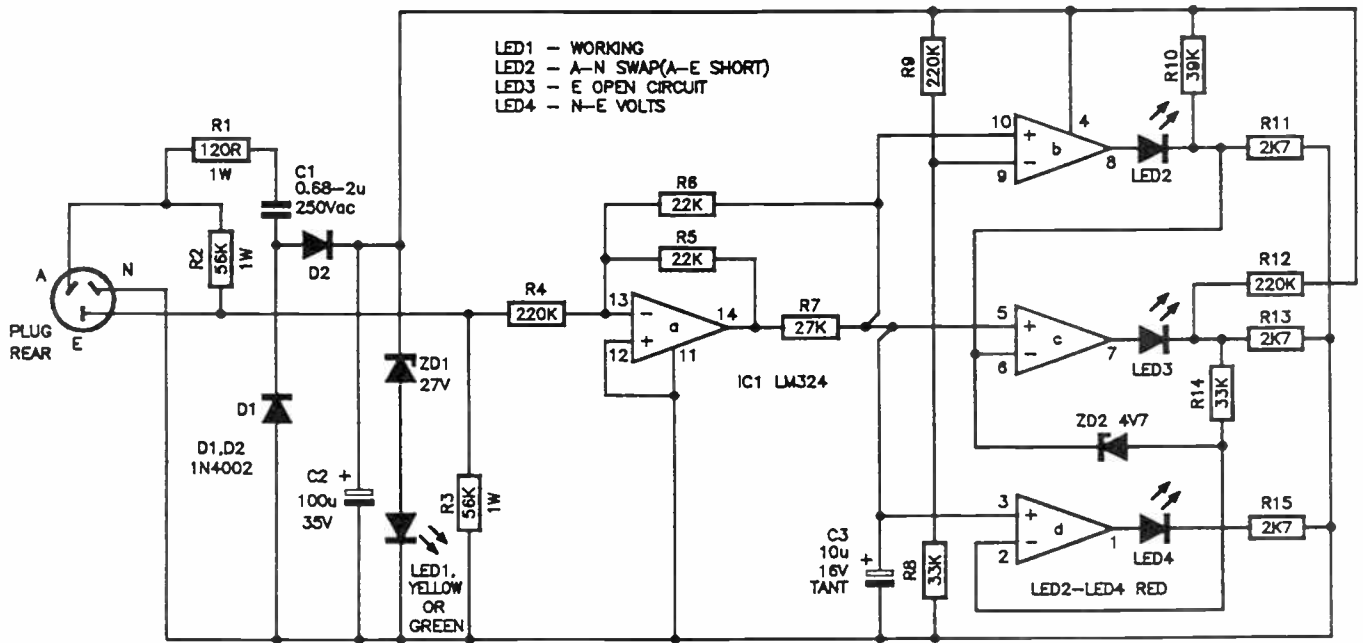 LED1 - WORKING
LED2 - A-N SWAP(A-E SHORT)
LED3 - E OPEN CIRCUIT
LED4 - N-E VOLTS
R1
120R
1W
C1
0.68-2u
250Vac
R2
56K
1W
D2
A
N
E
PLUG
REAR
D1
D1,D2
1N4002
C2
+
100u
35V
ZD1
27V
LED1,
YELLOW
OR
GREEN
R3
56K
1W
R4
220K
R6
22K
R5
22K
13
-
a
14
+
12
11
IC1 LM324
R7
27K
C3
10u
16V
TANT
+
R9
220K
R8
33K
10
+
b
4
-
9
8
LED2
R10
39K
R11
2K7
5
+
c
-
6
7
LED3
R12
220K
R13
2K7
R14
33K
ZD2 4V7
3
+
d
-
2
1
LED4
R15
2K7
LED2-LED4 RED